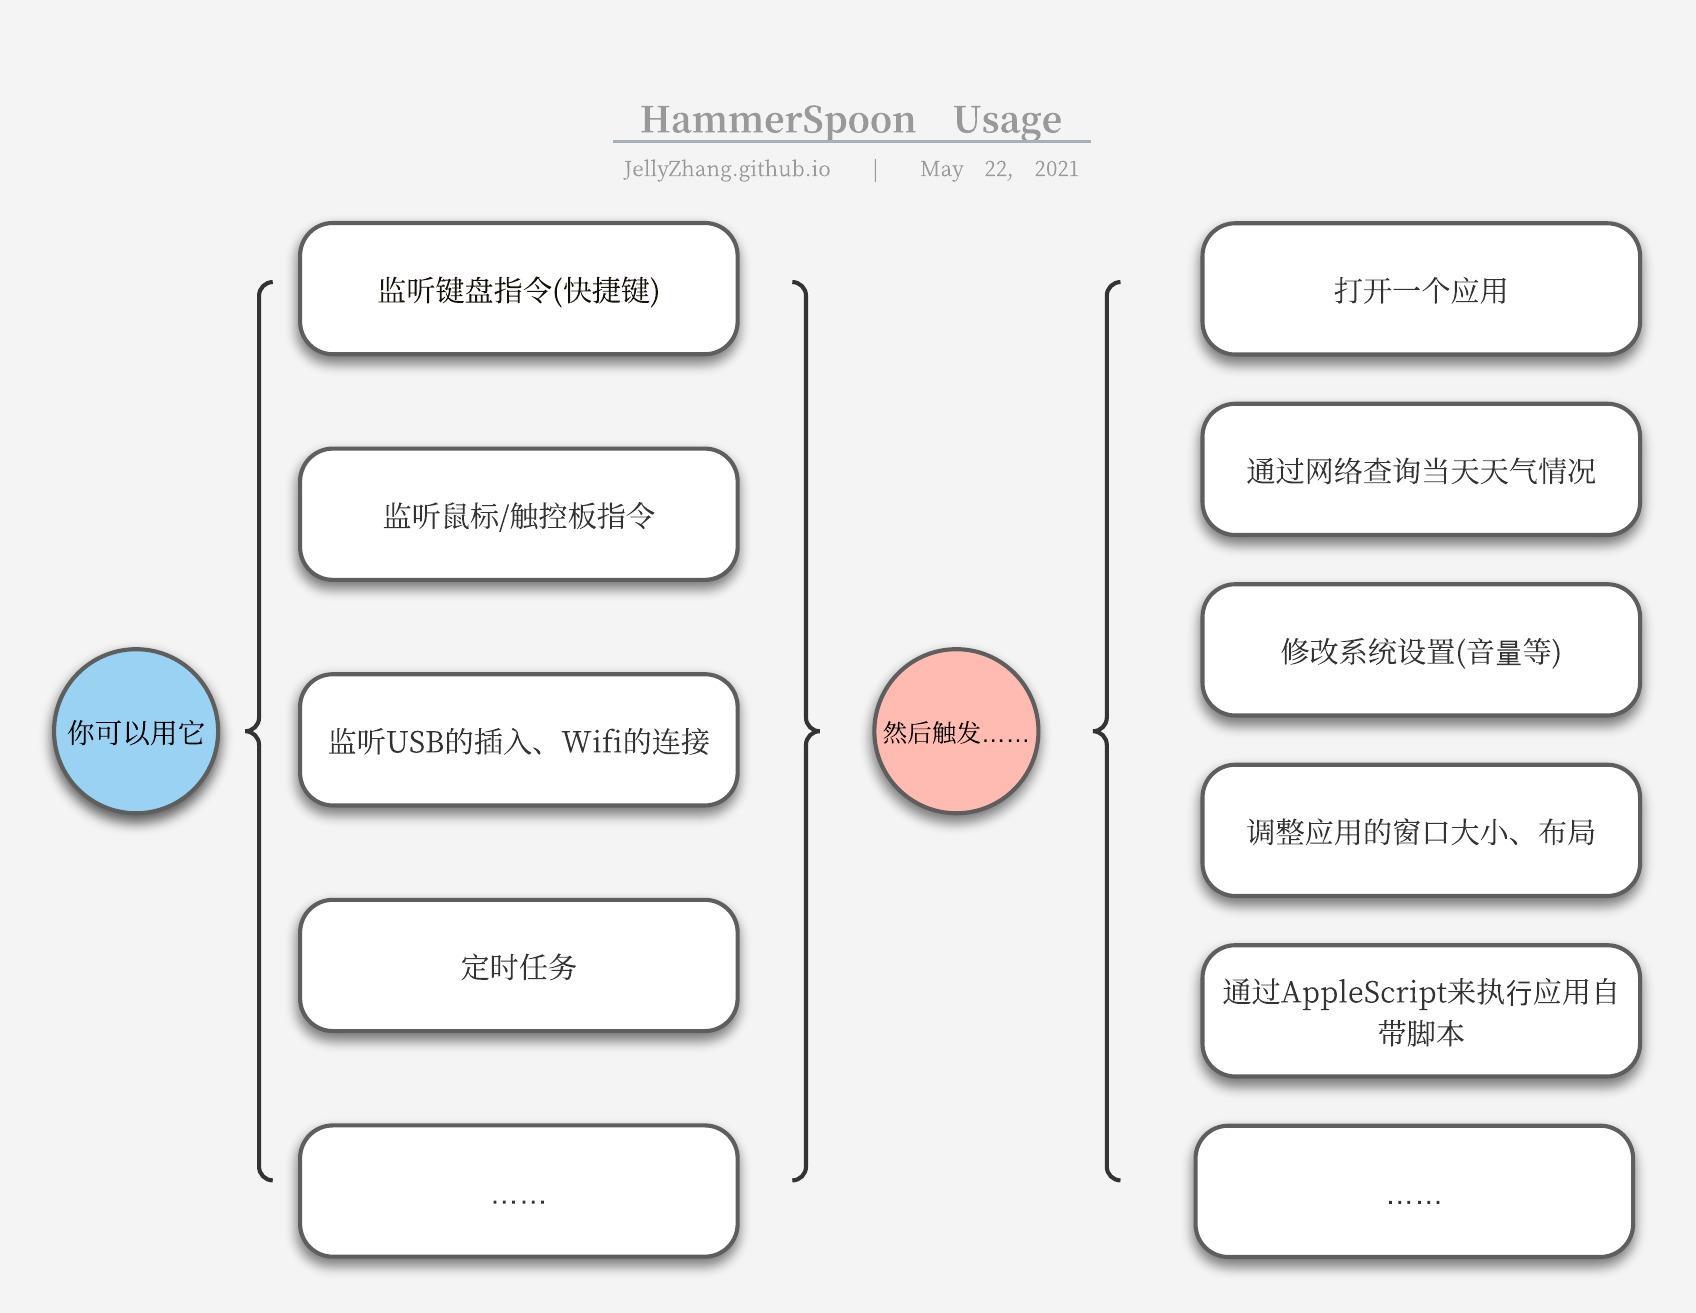 HammerSpoon Usage
JellyZhang.github.io | May 22, 2021
你可以用它
监听键盘指令(快捷键)
监听鼠标/触控板指令
监听USB的插入、Wifi的连接
定时任务
……
然后触发……
打开一个应用
通过网络查询当天天气情况
修改系统设置(音量等)
调整应用的窗口大小、布局
通过AppleScript来执行应用自
带脚本
……